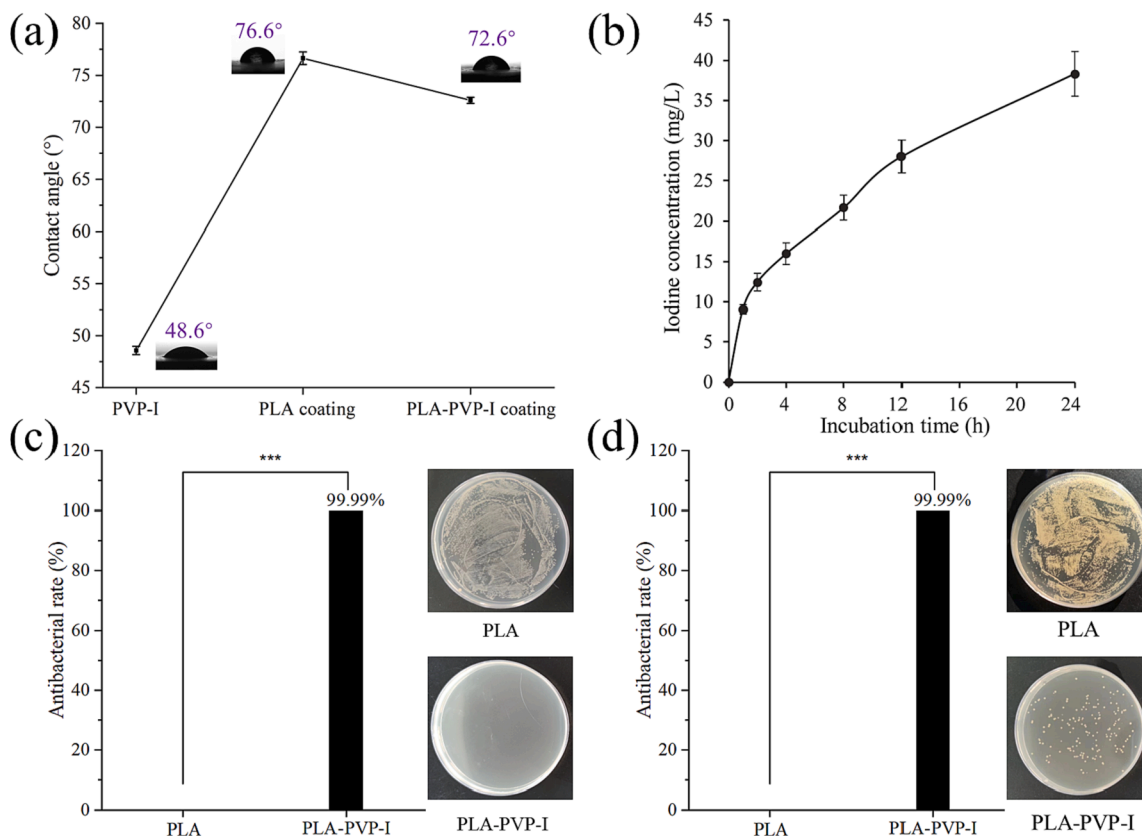 (a)
80
75
70
65
60
55
50
45
Contact angle (°)
76.6°
72.6°
48.6°
PVP-I
PLA coating
PLA-PVP-I coating
(b)
45
40
35
30
25
20
15
10
5
0
Iodine concentration (mg/L)
0
4
8
12
16
20
24
Incubation time (h)
(c)
120
100
80
60
40
20
0
Antibacterial rate (%)
***
99.99%
PLA
PLA-PVP-I
PLA
PLA-PVP-I
(d)
120
100
80
60
40
20
0
Antibacterial rate (%)
***
99.99%
PLA
PLA-PVP-I
PLA
PLA-PVP-I